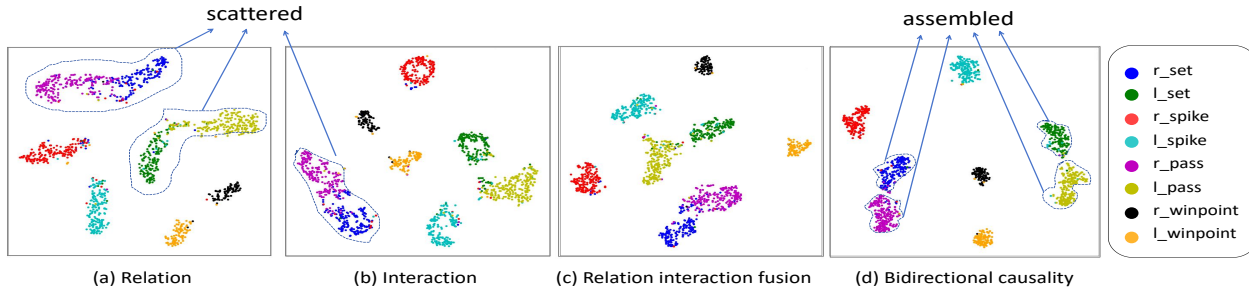 scattered
assembled
r_set
l_set
r_spike
l_spike
r_pass
l_pass
r_winpoint
l_winpoint
(a) Relation
(b) Interaction
(c) Relation interaction fusion
(d) Bidirectional causality